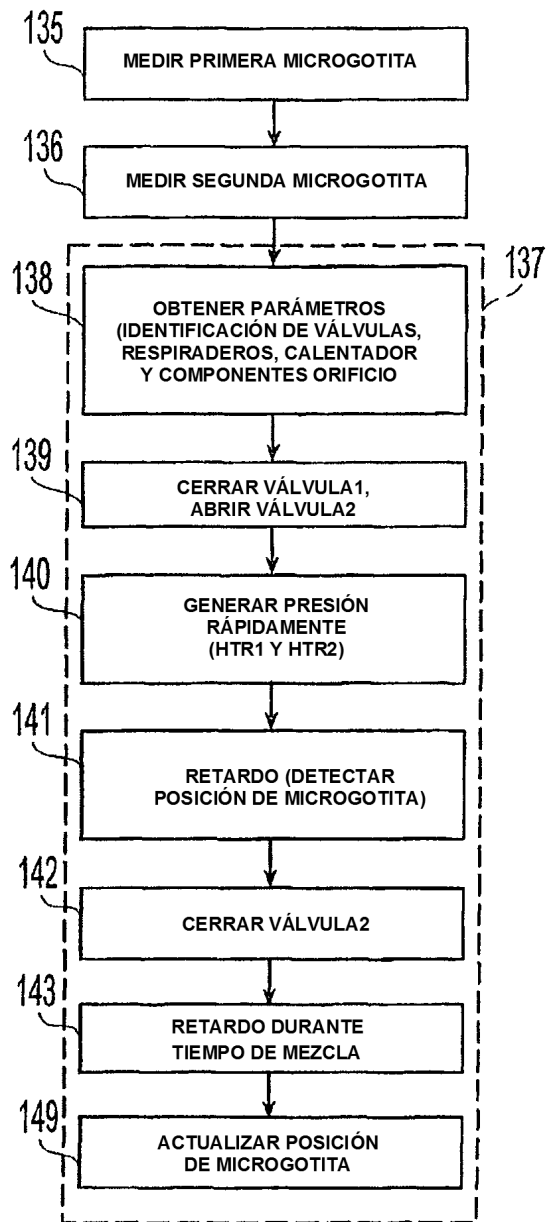 135
MEDIR PRIMERA MICROGOTITA
136
MEDIR SEGUNDA MICROGOTITA
137
138
OBTENER PARÁMETROS
(IDENTIFICACIÓN DE VÁLVULAS,
RESPIRADEROS, CALENTADOR
Y COMPONENTES ORIFICIO
139
CERRAR VÁLVULA1,
ABRIR VÁLVULA2
140
GENERAR PRESIÓN
RÁPIDAMENTE
(HTR1 Y HTR2)
141
RETARDO (DETECTAR
POSICIÓN DE MICROGOTITA)
142
CERRAR VÁLVULA2
143
RETARDO DURANTE
TIEMPO DE MEZCLA
149
ACTUALIZAR POSICIÓN
DE MICROGOTITA